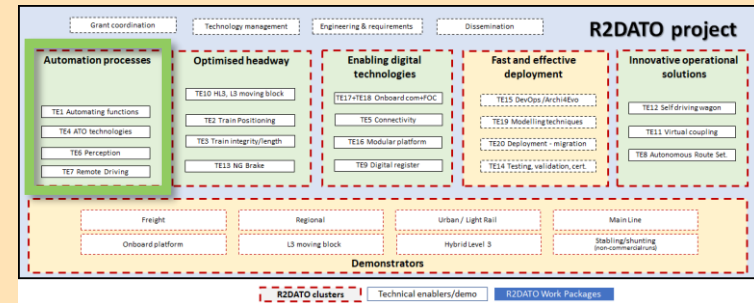 Grant coordination
Technology management
Engineering & requirements
Dissemination
R2DATO project
Automation processes
TE1 Automating functions
TE4 ATO technologies
TE6 Perception
TE7 Remote Driving
Optimised headway
TE10 HL3, L3 moving block
TE2 Train Positioning
TE3 Train integrity/length
TE13 NG Brake
Enabling digital
technologies
TE17+TE18 Onboard com+FOC
TE5 Connectivity
TE16 Modular platform
TE9 Digital register
Fast and effective
deployment
TE15 DevOps /Archi4Evo
TE19 Modelling techniques
TE20 Deployment - migration
TE14 Testing, validation, cert.
Innovative operational
solutions
TE12 Self driving wagon
TE11 Virtual coupling
TE8 Autonomous Route Set.
Freight
Regional
Urban / Light Rail
Main Line
Onboard platform
L3 moving block
Hybrid Level 3
Stabling/shunting
(non-commercial runs)
Demonstrators
R2DATO clusters
Technical enablers/demo
R2DATO Work Packages